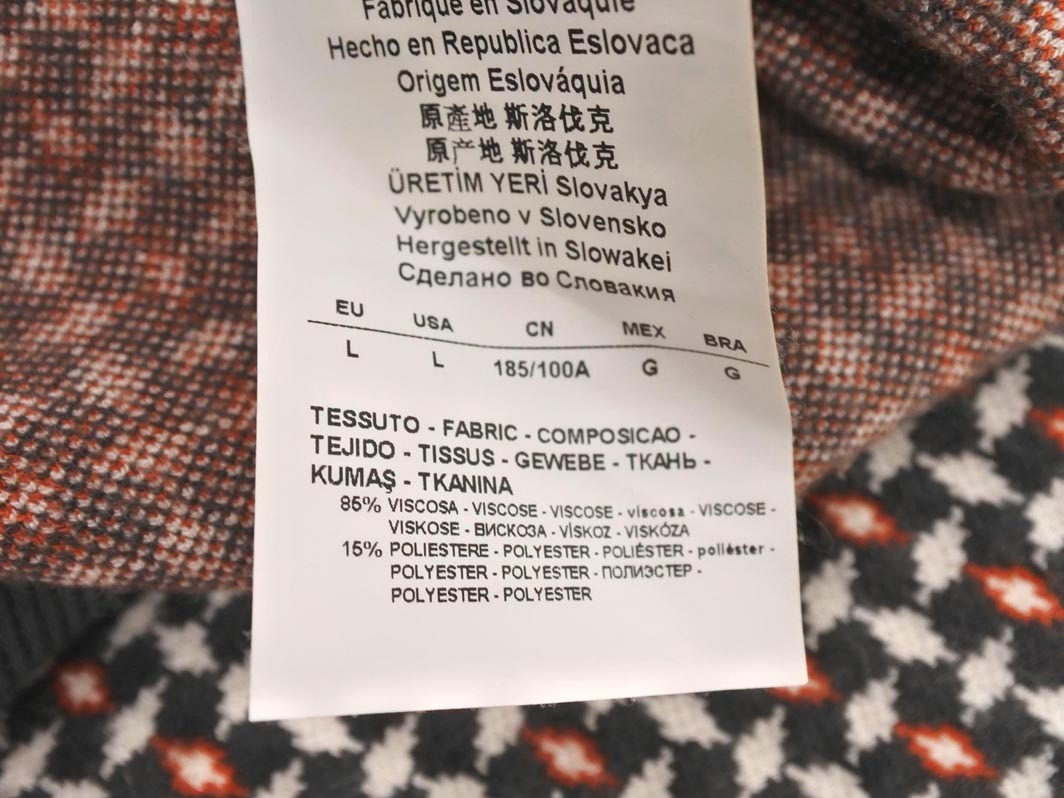 Fabriqué en Slovaquie
Hecho en Republica Eslovaca
Origem Eslováquia
原產地 斯洛伐克
原产地 斯洛伐克
ÜRETİM YERİ Slovakya
Vyrobeno v Slovensko
Hergestellt in Slowakei
Сделано во Словакия
EU USA CN MEX BRA
L L 185/100A G G
TESSUTO - FABRIC - COMPOSICAO -
TEJIDO - TISSUS - GEWEBE - ТКАНЬ -
KUMAŞ - TKANINA
85% VISCOSA - VISCOSE - VISCOSE - viscosa - VISCOSE -
VISKOSE - ВИСКОЗА - VİSKOZ - VISKÓZA
15% POLIESTERE - POLYESTER - POLIÉSTER - poliéster -
POLYESTER - POLYESTER - ПОЛИЭСТЕР -
POLYESTER - POLYESTER